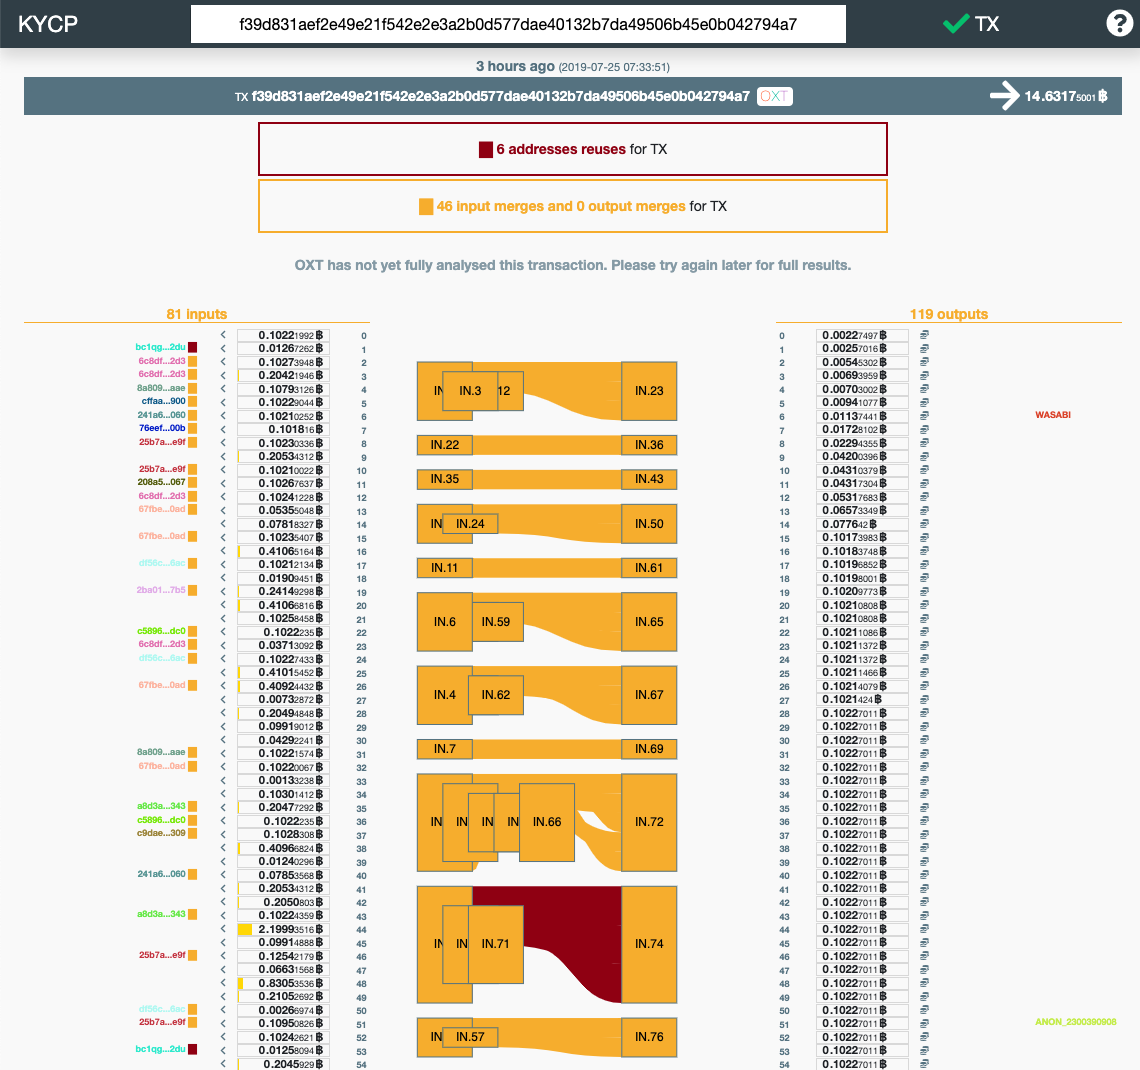 KYCP f39d831aef2e49e21f542e2e3a2b0d577dae40132b7da49506b45e0b042794a7 TX ?
3 hours ago (2019-07-25 07:33:51)
TX f39d831aef2e49e21f542e2e3a2b0d577dae40132b7da49506b45e0b042794a7 OXT 14.63175001 ฿
6 addresses reuses for TX
46 input merges and 0 output merges for TX
OXT has not yet fully analysed this transaction. Please try again later for full results.
81 inputs 119 outputs
< 0.10221992 ฿ 0 0 0.00227497 ฿
bc1qg...2du < 0.01267262 ฿ 1 1 0.00257016 ฿
6c8df...2d3 < 0.10273948 ฿ 2 2 0.00545302 ฿
6c8df...2d3 < 0.20421946 ฿ 3 3 0.00693959 ฿
8a809...aae < 0.10793126 ฿ 4 IN IN.3 12 IN.23 4 0.00703002 ฿
cffaa...900 < 0.10229044 ฿ 5 5 0.00941077 ฿
241a6...060 < 0.10210252 ฿ 6 6 0.01137441 ฿ WASABI
76eef...00b < 0.101816 ฿ 7 7 0.01728102 ฿
25b7a...e9f < 0.10230336 ฿ 8 IN.22 IN.36 8 0.02294355 ฿
< 0.20534312 ฿ 9 9 0.04200396 ฿
25b7a...e9f < 0.10210022 ฿ 10 10 0.04310379 ฿
208a5...067 < 0.10267637 ฿ 11 IN.35 IN.43 11 0.04317304 ฿
6c8df...2d3 < 0.10241228 ฿ 12 12 0.05317683 ฿
67fbe...0ad < 0.05355048 ฿ 13 13 0.06573349 ฿
< 0.07818327 ฿ 14 IN IN.24 IN.50 14 0.077642 ฿
67fbe...0ad < 0.10235407 ฿ 15 15 0.10173983 ฿
< 0.41065164 ฿ 16 16 0.10183748 ฿
df56c...6ac < 0.10212134 ฿ 17 IN.11 IN.61 17 0.10196852 ฿
< 0.01909451 ฿ 18 18 0.10198001 ฿
2ba01...7b5 < 0.24149298 ฿ 19 19 0.10209773 ฿
< 0.41066816 ฿ 20 20 0.10210808 ฿
< 0.10258458 ฿ 21 IN.6 IN.59 IN.65 21 0.10210808 ฿
c5896...dc0 < 0.1022235 ฿ 22 22 0.10211086 ฿
6c8df...2d3 < 0.03713092 ฿ 23 23 0.10211372 ฿
df56c...6ac < 0.10227433 ฿ 24 24 0.10211372 ฿
< 0.41015452 ฿ 25 25 0.10211466 ฿
67fbe...0ad < 0.40924432 ฿ 26 26 0.10214079 ฿
< 0.00732872 ฿ 27 IN.4 IN.62 IN.67 27 0.1021424 ฿
< 0.20494848 ฿ 28 28 0.10227011 ฿
< 0.09919012 ฿ 29 29 0.10227011 ฿
< 0.04292241 ฿ 30 30 0.10227011 ฿
8a809...aae < 0.10221574 ฿ 31 IN.7 IN.69 31 0.10227011 ฿
67fbe...0ad < 0.10220067 ฿ 32 32 0.10227011 ฿
< 0.00133238 ฿ 33 33 0.10227011 ฿
< 0.10301412 ฿ 34 34 0.10227011 ฿
a8d3a...343 < 0.20477292 ฿ 35 35 0.10227011 ฿
c5896...dc0 < 0.1022235 ฿ 36 IN IN IN IN IN.66 IN.72 36 0.10227011 ฿
c9dae...309 < 0.1028308 ฿ 37 37 0.10227011 ฿
< 0.40966824 ฿ 38 38 0.10227011 ฿
< 0.01240296 ฿ 39 39 0.10227011 ฿
241a6...060 < 0.07853568 ฿ 40 40 0.10227011 ฿
< 0.20534312 ฿ 41 41 0.10227011 ฿
< 0.2050803 ฿ 42 42 0.10227011 ฿
a8d3a...343 < 0.10224359 ฿ 43 43 0.10227011 ฿
< 2.19993516 ฿ 44 44 0.10227011 ฿
< 0.09914888 ฿ 45 IN IN IN.71 IN.74 45 0.10227011 ฿
25b7a...e9f < 0.12542179 ฿ 46 46 0.10227011 ฿
< 0.06631568 ฿ 47 47 0.10227011 ฿
< 0.83053536 ฿ 48 48 0.10227011 ฿
< 0.21052692 ฿ 49 49 0.10227011 ฿
df56c...6ac < 0.00266974 ฿ 50 50 0.10227011 ฿
25b7a...e9f < 0.10950826 ฿ 51 51 0.10227011 ฿ ANON_2300390906
< 0.10242621 ฿ 52 IN IN.57 IN.76 52 0.10227011 ฿
bc1qg...2du < 0.01258094 ฿ 53 53 0.10227011 ฿
< 0.2045929 ฿ 54 54 0.10227011 ฿